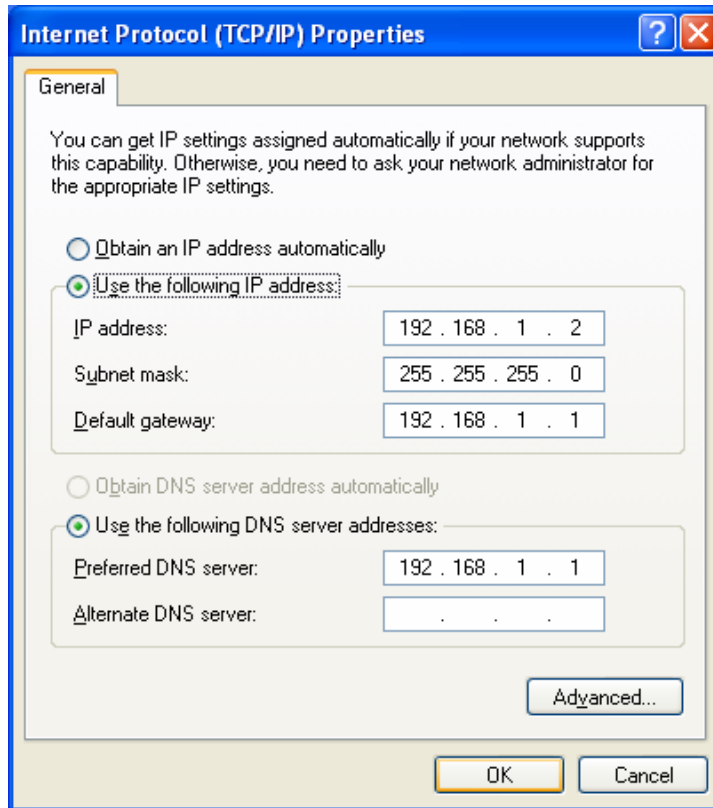 Internet Protocol (TCP/IP) Properties
General
You can get IP settings assigned automatically if your network supports
this capability. Otherwise, you need to ask your network administrator for
the appropriate IP settings.
Obtain an IP address automatically
Use the following IP address:
IP address: 192 . 168 . 1 . 2
Subnet mask: 255 . 255 . 255 . 0
Default gateway: 192 . 168 . 1 . 1
Obtain DNS server address automatically
Use the following DNS server addresses:
Preferred DNS server: 192 . 168 . 1 . 1
Alternate DNS server: . . .
Advanced...
OK Cancel